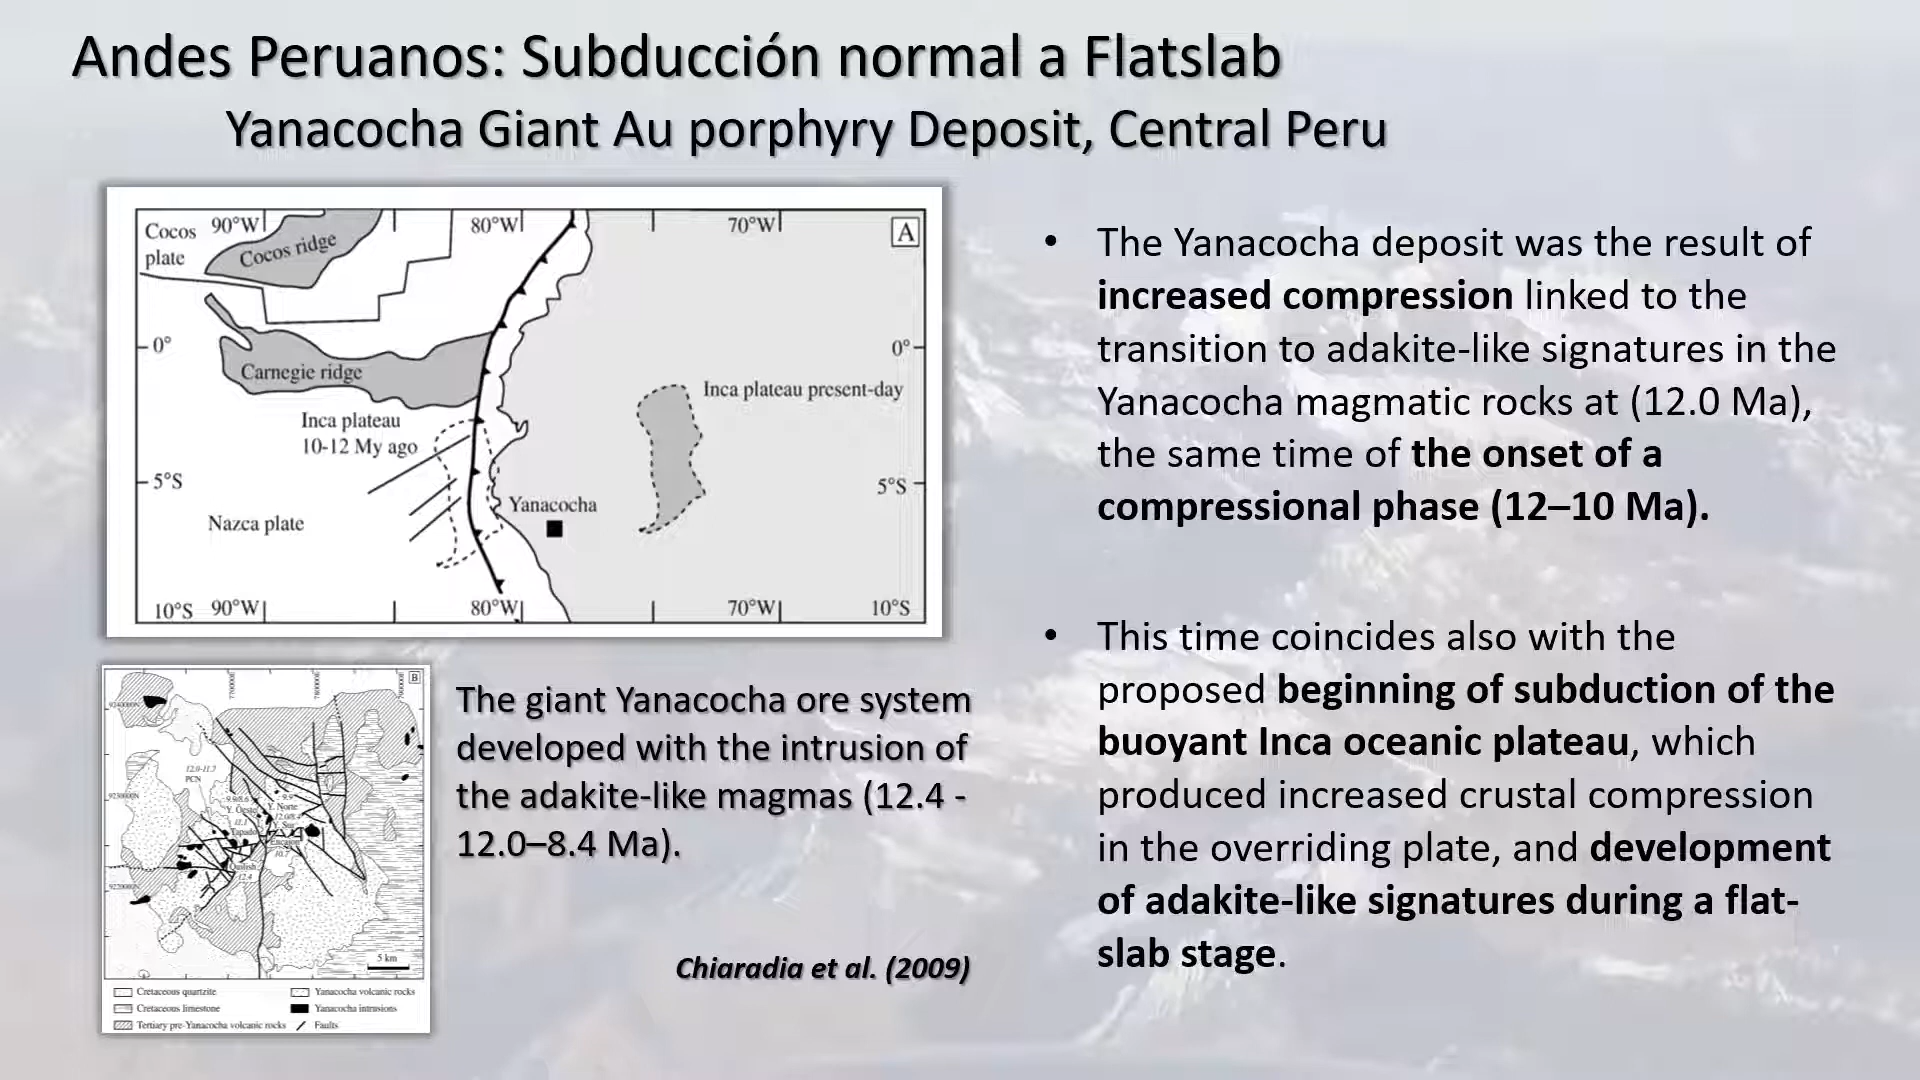 Andes Peruanos: Subducción normal a Flatslab
Yanacocha Giant Au porphyry Deposit, Central Peru
Cocos plate
90°W
Cocos ridge
80°W
70°W
A
0°
0°
Carnegie ridge
Inca plateau present-day
Inca plateau
10-12 My ago
5°S
5°S
Yanacocha
Nazca plate
10°S
90°W
80°W
70°W
10°S
• The Yanacocha deposit was the result of
increased compression linked to the
transition to adakite-like signatures in the
Yanacocha magmatic rocks at (12.0 Ma),
the same time of the onset of a
compressional phase (12–10 Ma).
• This time coincides also with the
proposed beginning of subduction of the
buoyant Inca oceanic plateau, which
produced increased crustal compression
in the overriding plate, and development
of adakite-like signatures during a flat-
slab stage.
B
12.0-11.7
PCN
Y. Norte
5 km
Cretaceous quartzite
Cretaceous limestone
Tertiary pre-Yanacocha volcanic rocks
Yanacocha volcanic rocks
Yanacocha intrusions
Faults
The giant Yanacocha ore system
developed with the intrusion of
the adakite-like magmas (12.4 -
12.0–8.4 Ma).
Chiaradia et al. (2009)